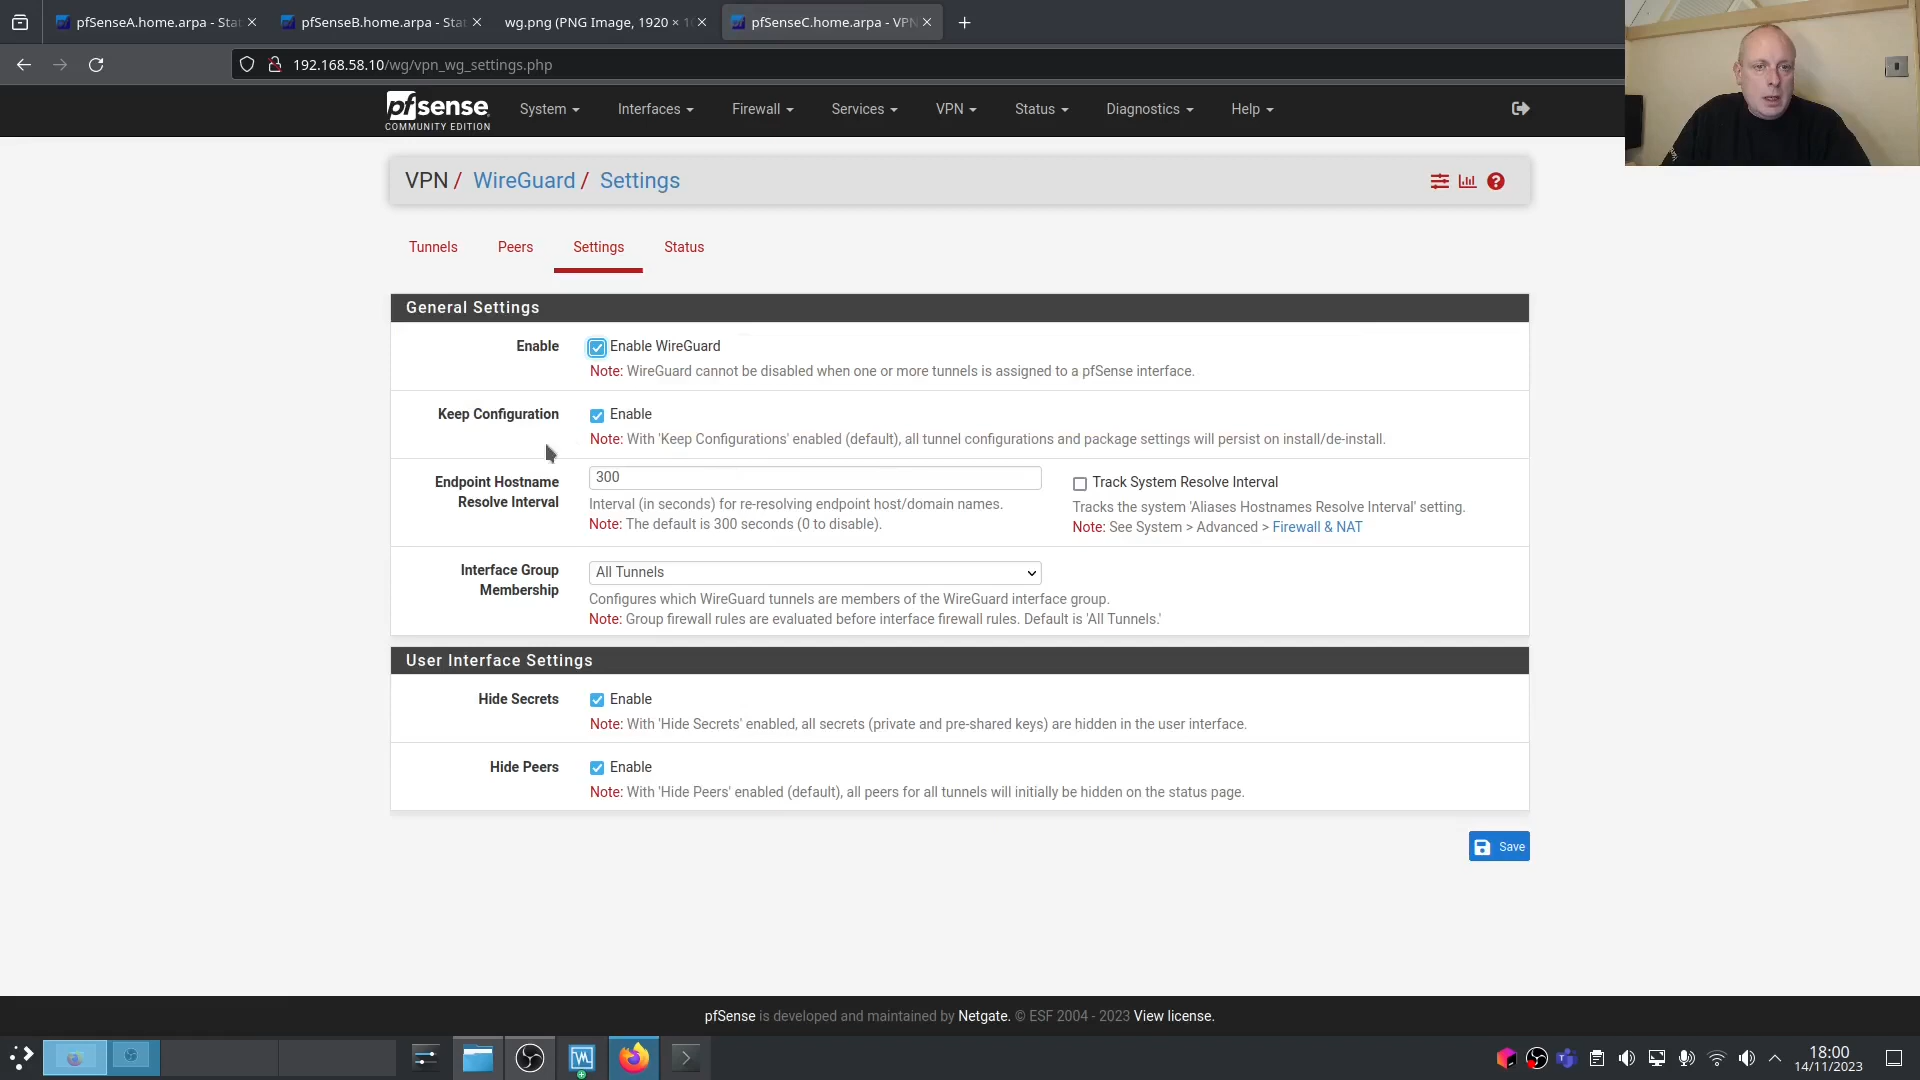 pfSenseA.home.arpa - Stat
pfSenseB.home.arpa - Stat
wg.png (PNG Image, 1920 × 10
pfSenseC.home.arpa - VPN
192.168.58.10/wg/vpn_wg_settings.php
pfsense
COMMUNITY EDITION
System
Interfaces
Firewall
Services
VPN
Status
Diagnostics
Help
VPN / WireGuard / Settings
Tunnels
Peers
Settings
Status
General Settings
Enable
Enable WireGuard
Note: WireGuard cannot be disabled when one or more tunnels is assigned to a pfSense interface.
Keep Configuration
Enable
Note: With 'Keep Configurations' enabled (default), all tunnel configurations and package settings will persist on install/de-install.
Endpoint Hostname
Resolve Interval
300
Interval (in seconds) for re-resolving endpoint host/domain names.
Note: The default is 300 seconds (0 to disable).
Track System Resolve Interval
Tracks the system 'Aliases Hostnames Resolve Interval' setting.
Note: See System > Advanced > Firewall & NAT
Interface Group
Membership
All Tunnels
Configures which WireGuard tunnels are members of the WireGuard interface group.
Note: Group firewall rules are evaluated before interface firewall rules. Default is 'All Tunnels.'
User Interface Settings
Hide Secrets
Enable
Note: With 'Hide Secrets' enabled, all secrets (private and pre-shared keys) are hidden in the user interface.
Hide Peers
Enable
Note: With 'Hide Peers' enabled (default), all peers for all tunnels will initially be hidden on the status page.
Save
pfSense is developed and maintained by Netgate. © ESF 2004 - 2023 View license.
18:00
14/11/2023